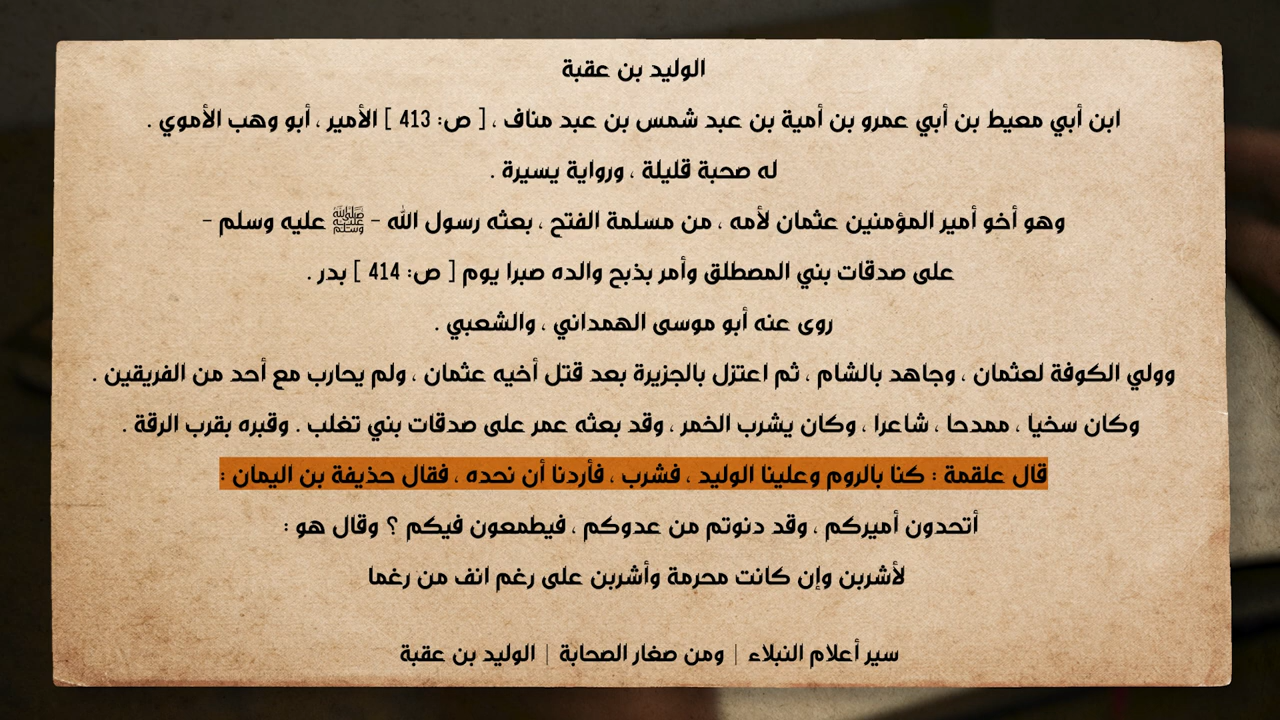 الوليد بن عقبة
ابن أبي معيط بن أبي عمرو بن أمية بن عبد شمس بن عبد مناف ، [ ص: 413 ] الأمير ، أبو وهب الأموي .
له صحبة قليلة ، ورواية يسيرة .
وهو أخو أمير المؤمنين عثمان لأمه ، من مسلمة الفتح ، بعثه رسول الله - ﷺ عليه وسلم -
على صدقات بني المصطلق وأمر بذبح والده صبرا يوم [ ص: 414 ] بدر .
روى عنه أبو موسى الهمداني ، والشعبي .
وولي الكوفة لعثمان ، وجاهد بالشام ، ثم اعتزل بالجزيرة بعد قتل أخيه عثمان ، ولم يحارب مع أحد من الفريقين .
وكان سخيا ، ممدحا ، شاعرا ، وكان يشرب الخمر ، وقد بعثه عمر على صدقات بني تغلب . وقبره بقرب الرقة .
قال علقمة : كنا بالروم وعلينا الوليد ، فشرب ، فأردنا أن نحده ، فقال حذيفة بن اليمان :
أتحدون أميركم ، وقد دنوتم من عدوكم ، فيطمعون فيكم ؟ وقال هو :
لأشربن وإن كانت محرمة وأشربن على رغم انف من رغما
سير أعلام النبلاء | ومن صغار الصحابة | الوليد بن عقبة